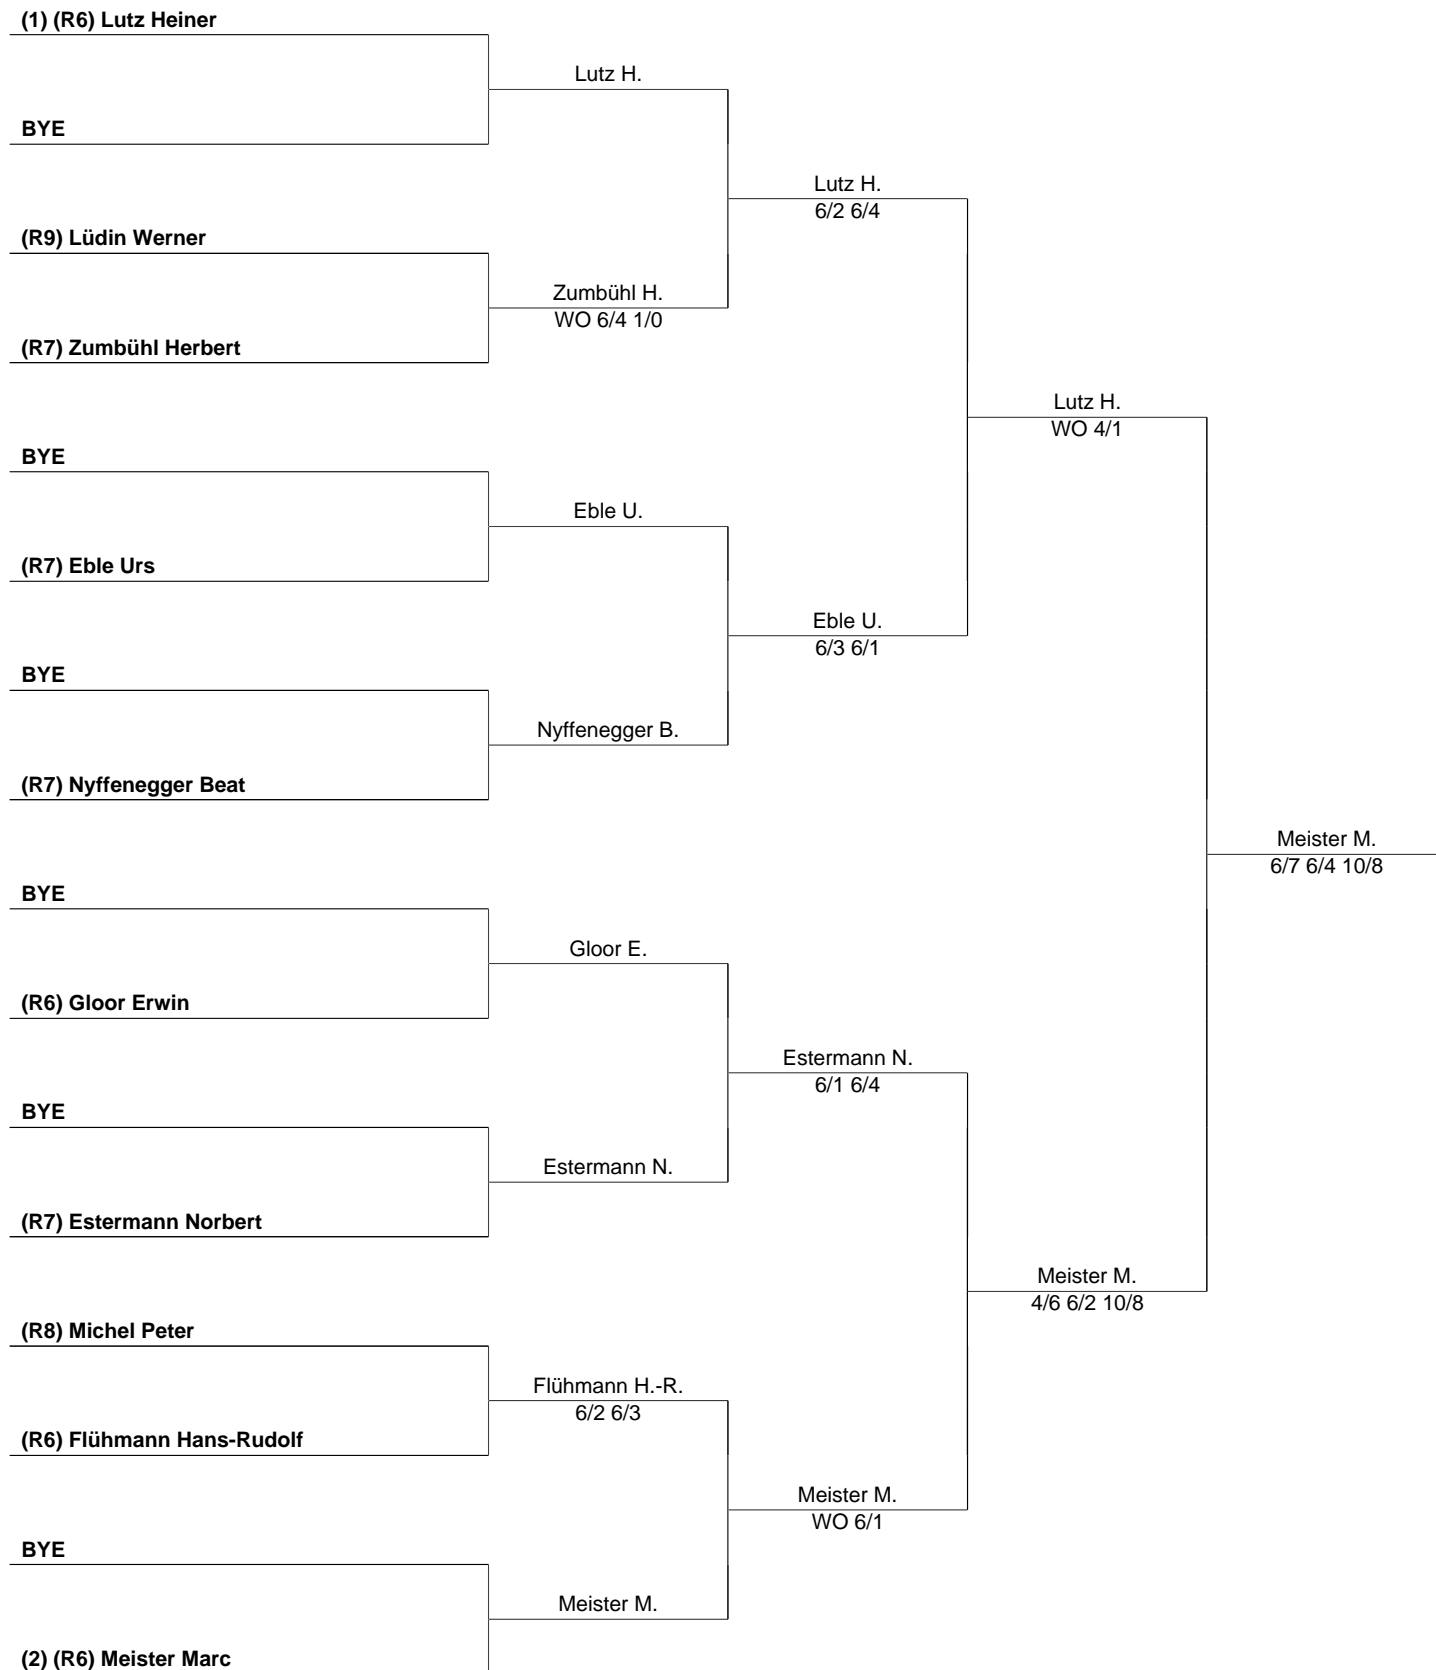 (1) (R6) Lutz Heiner
Lutz H.
BYE
Lutz H.
6/2 6/4
(R9) Lüdin Werner
Zumbühl H.
WO 6/4 1/0
(R7) Zumbühl Herbert
Lutz H.
WO 4/1
BYE
Eble U.
(R7) Eble Urs
Eble U.
6/3 6/1
BYE
Nyffenegger B.
(R7) Nyffenegger Beat
Meister M.
6/7 6/4 10/8
BYE
Gloor E.
(R6) Gloor Erwin
Estermann N.
6/1 6/4
BYE
Estermann N.
(R7) Estermann Norbert
Meister M.
4/6 6/2 10/8
(R8) Michel Peter
Flühmann H.-R.
6/2 6/3
(R6) Flühmann Hans-Rudolf
Meister M.
WO 6/1
BYE
Meister M.
(2) (R6) Meister Marc